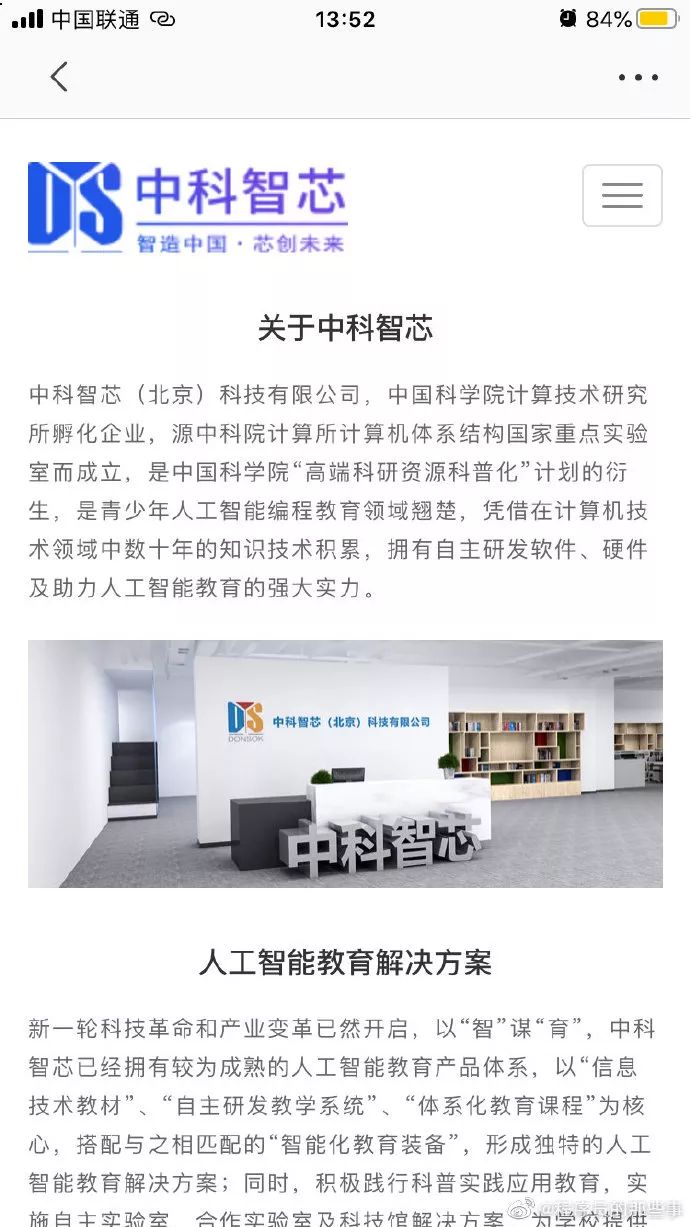 中国联通
13:52
84%
DS 中科智芯
智造中国·芯创未来
关于中科智芯
中科智芯（北京）科技有限公司，中国科学院计算技术研究
所孵化企业，源中科院计算所计算机体系结构国家重点实验
室而成立，是中国科学院“高端科研资源科普化”计划的衍
生，是青少年人工智能编程教育领域翘楚，凭借在计算机技
术领域中数十年的知识技术积累，拥有自主研发软件、硬件
及助力人工智能教育的强大实力。
DS 中科智芯（北京）科技有限公司
DONSOK
中科智芯
人工智能教育解决方案
新一轮科技革命和产业变革已然开启，以“智”谋“育”，中科
智芯已经拥有较为成熟的人工智能教育产品体系，以“信息
技术教材”、“自主研发教学系统”、“体系化教育课程”为核
心，搭配与之相匹配的“智能化教育装备”，形成独特的人工
智能教育解决方案；同时，积极践行科普实践应用教育，实
施自主实验室、合作实验室及科技馆解决方案，为学校提供
@程序员的那些事